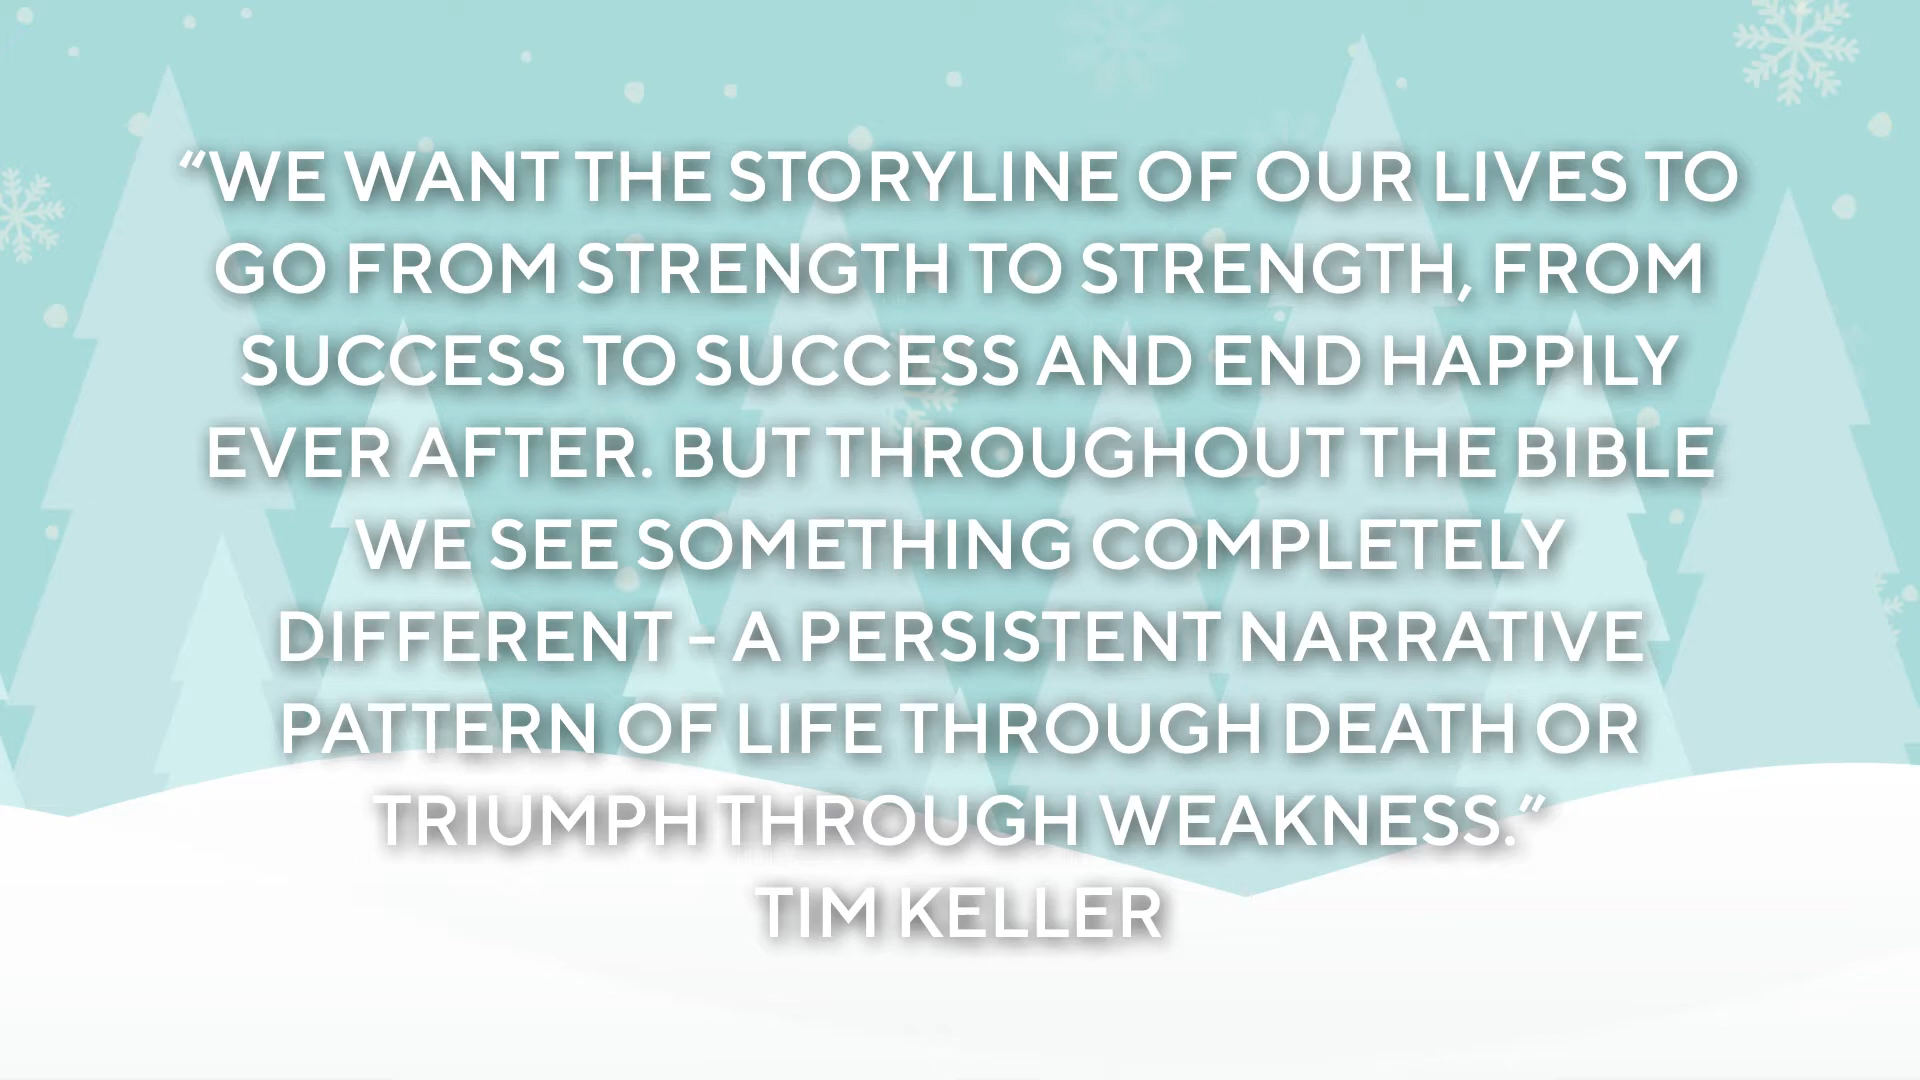 “WE WANT THE STORYLINE OF OUR LIVES TO
GO FROM STRENGTH TO STRENGTH, FROM
SUCCESS TO SUCCESS AND END HAPPILY
EVER AFTER. BUT THROUGHOUT THE BIBLE
WE SEE SOMETHING COMPLETELY
DIFFERENT - A PERSISTENT NARRATIVE
PATTERN OF LIFE THROUGH DEATH OR
TRIUMPH THROUGH WEAKNESS.”
TIM KELLER